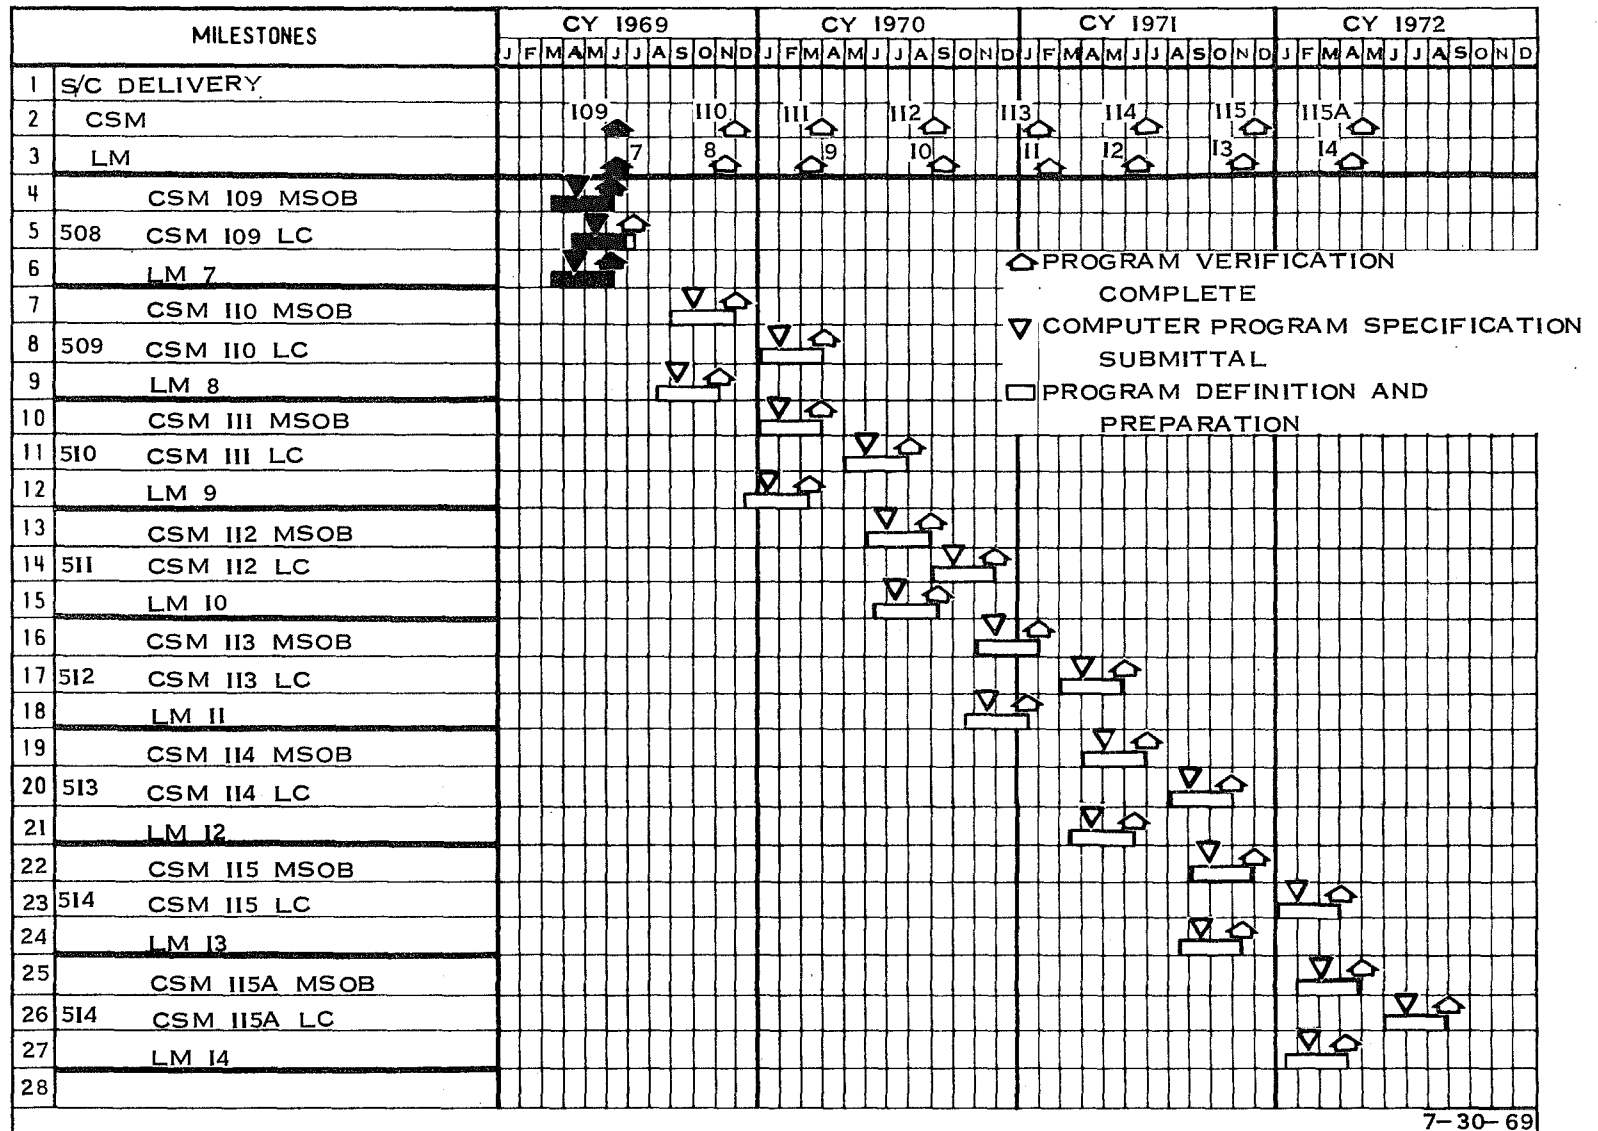 MILESTONES
CY 1969 CY 1970 CY 1971 CY 1972
J F M A M J J A S O N D J F M A M J J A S O N D J F M A M J J A S O N D J F M A M J J A S O N D
1 S/C DELIVERY
109 110 111 112 113 114 115 115A
2 CSM
7 8 9 10 11 12 13 14
3 LM
4 CSM 109 MSOB
5 508 CSM 109 LC
6 LM 7
PROGRAM VERIFICATION
COMPLETE
7 CSM 110 MSOB
COMPUTER PROGRAM SPECIFICATION
8 509 CSM 110 LC
SUBMITTAL
9 LM 8
PROGRAM DEFINITION AND
PREPARATION
10 CSM 111 MSOB
11 510 CSM 111 LC
12 LM 9
13 CSM 112 MSOB
14 511 CSM 112 LC
15 LM 10
16 CSM 113 MSOB
17 512 CSM 113 LC
18 LM 11
19 CSM 114 MSOB
20 513 CSM 114 LC
21 LM 12
22 CSM 115 MSOB
23 514 CSM 115 LC
24 LM 13
25 CSM 115A MSOB
26 514 CSM 115A LC
27 LM 14
28
7-30-69